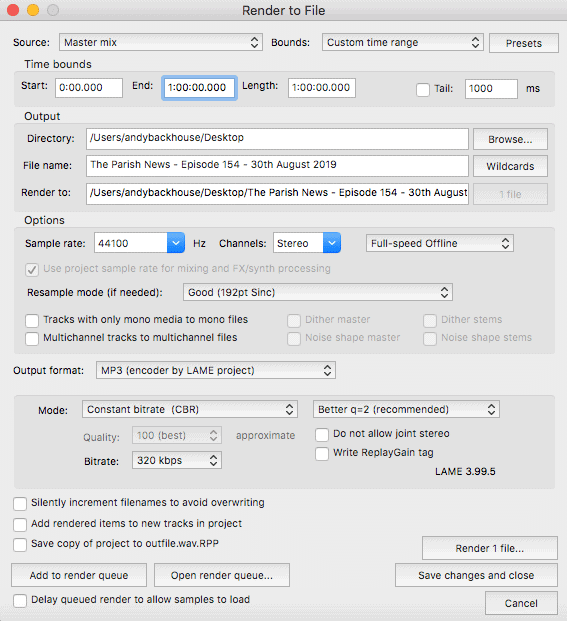 Render to File
Source: Master mix Bounds: Custom time range Presets
Time bounds
Start: 0:00.000 End: 1:00:00.000 Length: 1:00:00.000 Tail: 1000 ms
Output
Directory: /Users/andybackhouse/Desktop Browse...
File name: The Parish News - Episode 154 - 30th August 2019 Wildcards
Render to: /Users/andybackhouse/Desktop/The Parish News - Episode 154 - 30th August 1 file
Options
Sample rate: 44100 Hz Channels: Stereo Full-speed Offline
Use project sample rate for mixing and FX/synth processing
Resample mode (if needed): Good (192pt Sinc)
Tracks with only mono media to mono files Dither master Dither stems
Multichannel tracks to multichannel files Noise shape master Noise shape stems
Output format: MP3 (encoder by LAME project)
Mode: Constant bitrate (CBR) Better q=2 (recommended)
Quality: 100 (best) approximate Do not allow joint stereo
Bitrate: 320 kbps Write ReplayGain tag
LAME 3.99.5
Silently increment filenames to avoid overwriting
Add rendered items to new tracks in project
Save copy of project to outfile.wav.RPP
Render 1 file...
Add to render queue Open render queue... Save changes and close
Delay queued render to allow samples to load
Cancel